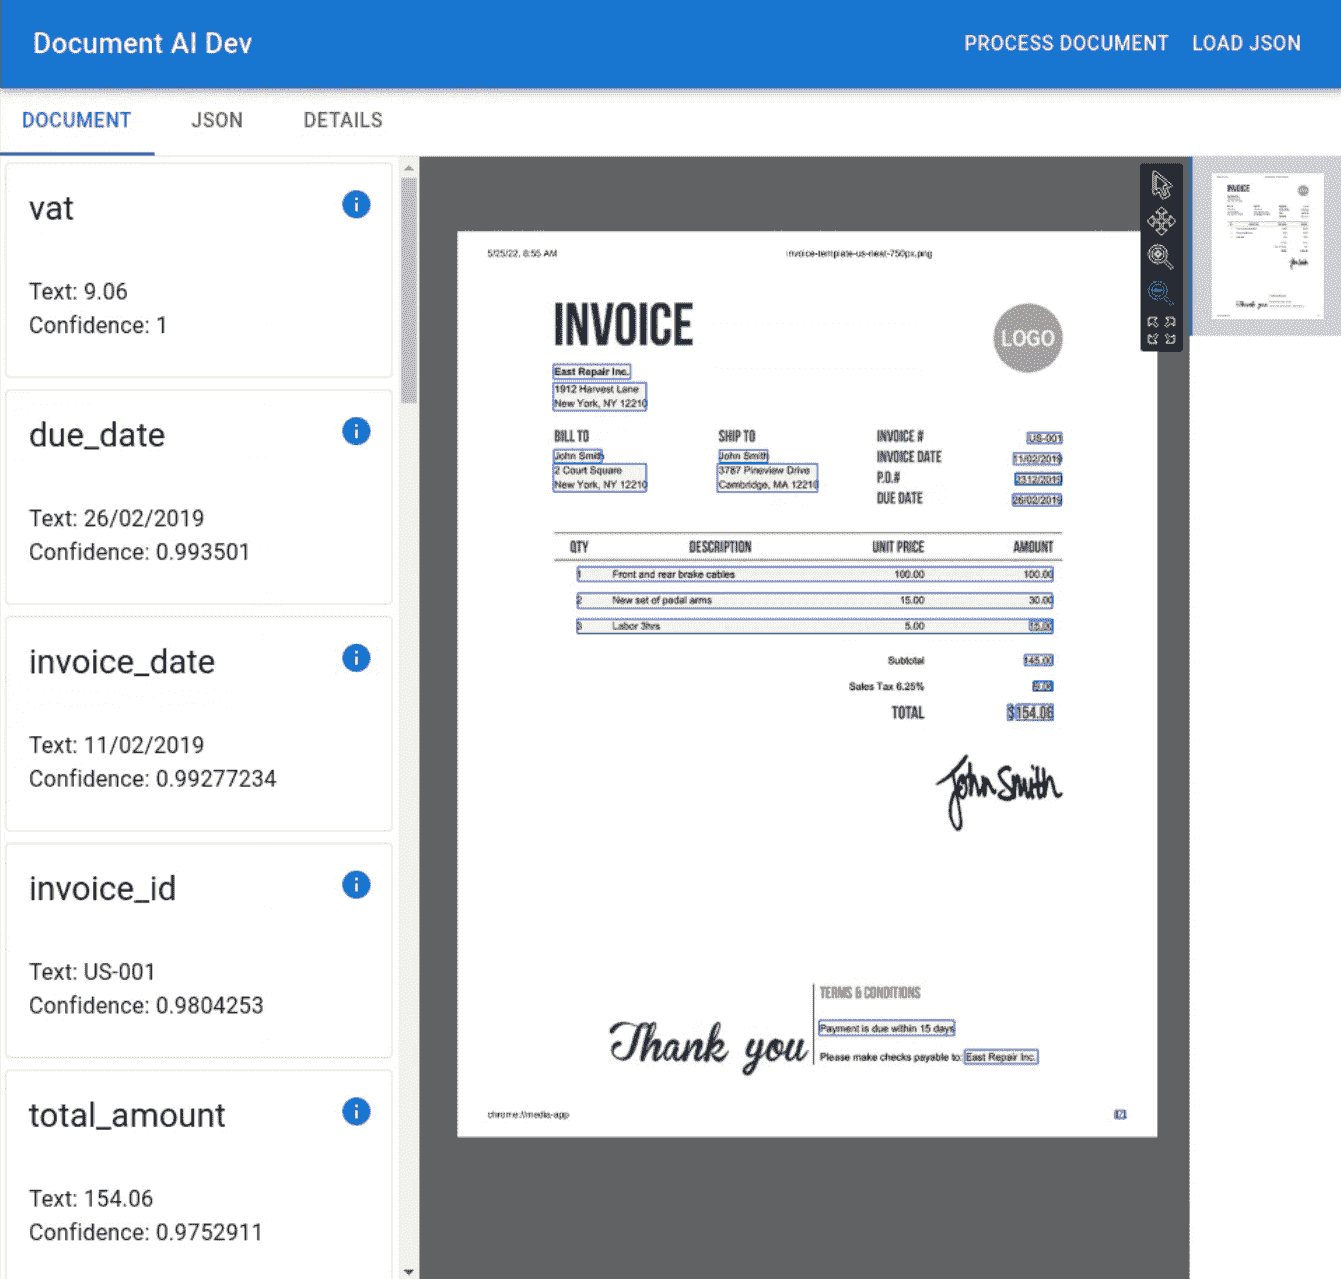 Document AI Dev
PROCESS DOCUMENT
LOAD JSON
DOCUMENT
JSON
DETAILS
vat
Text: 9.06
Confidence: 1
due_date
Text: 26/02/2019
Confidence: 0.993501
invoice_date
Text: 11/02/2019
Confidence: 0.99277234
invoice_id
Text: US-001
Confidence: 0.9804253
total_amount
Text: 154.06
Confidence: 0.9752911
5/25/22, 8:55 AM
invoice-template-us-neat-750px.png
INVOICE
LOGO
East Repair Inc.
1912 Harvest Lane
New York, NY 12210
BILL TO
John Smith
2 Court Square
New York, NY 12210
SHIP TO
John Smith
3787 Pineview Drive
Cambridge, MA 12210
INVOICE # US-001
INVOICE DATE 11/02/2019
P.O.# 2312/2019
DUE DATE 26/02/2019
QTY DESCRIPTION UNIT PRICE AMOUNT
1 Front and rear brake cables 100.00 100.00
2 New set of pedal arms 15.00 30.00
3 Labor 3hrs 5.00 15.00
Subtotal 145.00
Sales Tax 6.25%
TOTAL $154.06
John Smith
Thank you
TERMS & CONDITIONS
Payment is due within 15 days
Please make checks payable to: East Repair Inc.
chrome://media-app
INVOICE
Thank you